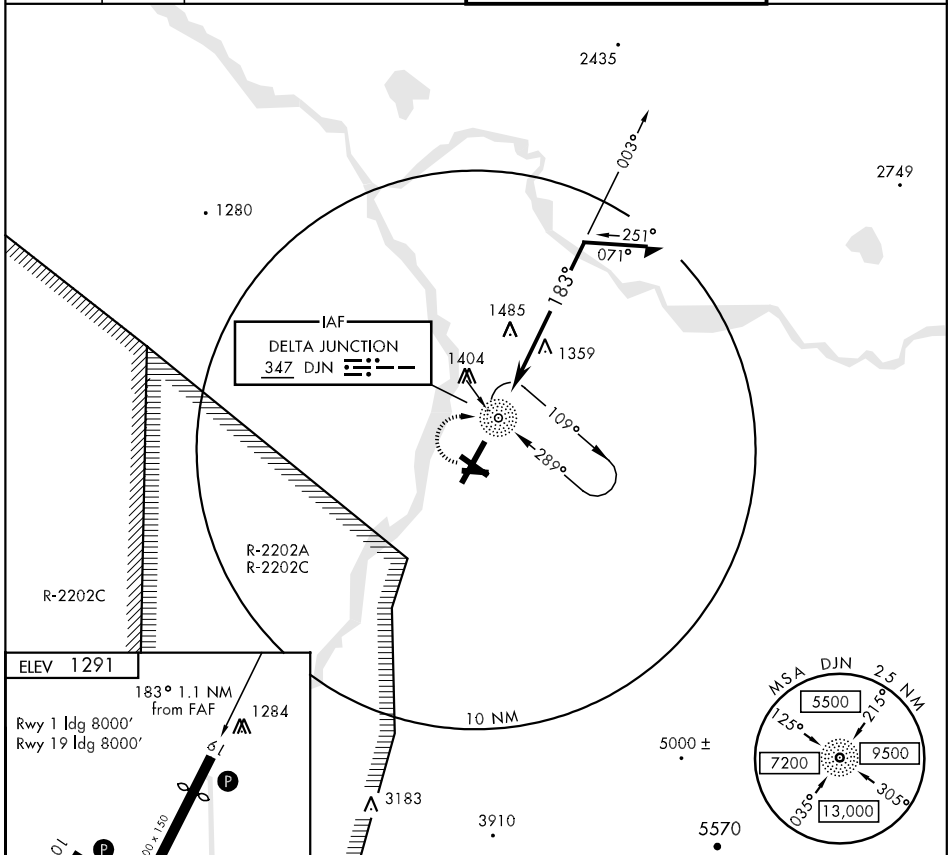 2435
003°
2749
1280
251°
071°
183°
1485
1359
IAF
DELTA JUNCTION
347 DJN
1404
109°
289°
R-2202A
R-2202C
R-2202C
10 NM
ELEV 1291
183° 1.1 NM
from FAF
Rwy 1 ldg 8000'
Rwy 19 ldg 8000'
1284
19
P
P
10
00 x 150
3183
3910
5000 ±
5570
MSA DJN 25 NM
5500
125°
215°
7200
9500
035°
305°
13,000